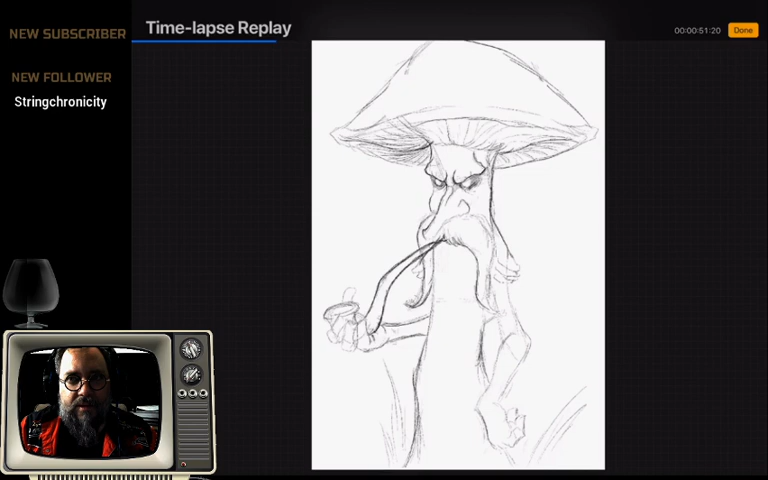 Time-lapse Replay
00:00:51:20
Done
NEW SUBSCRIBER
NEW FOLLOWER
Stringchronicity